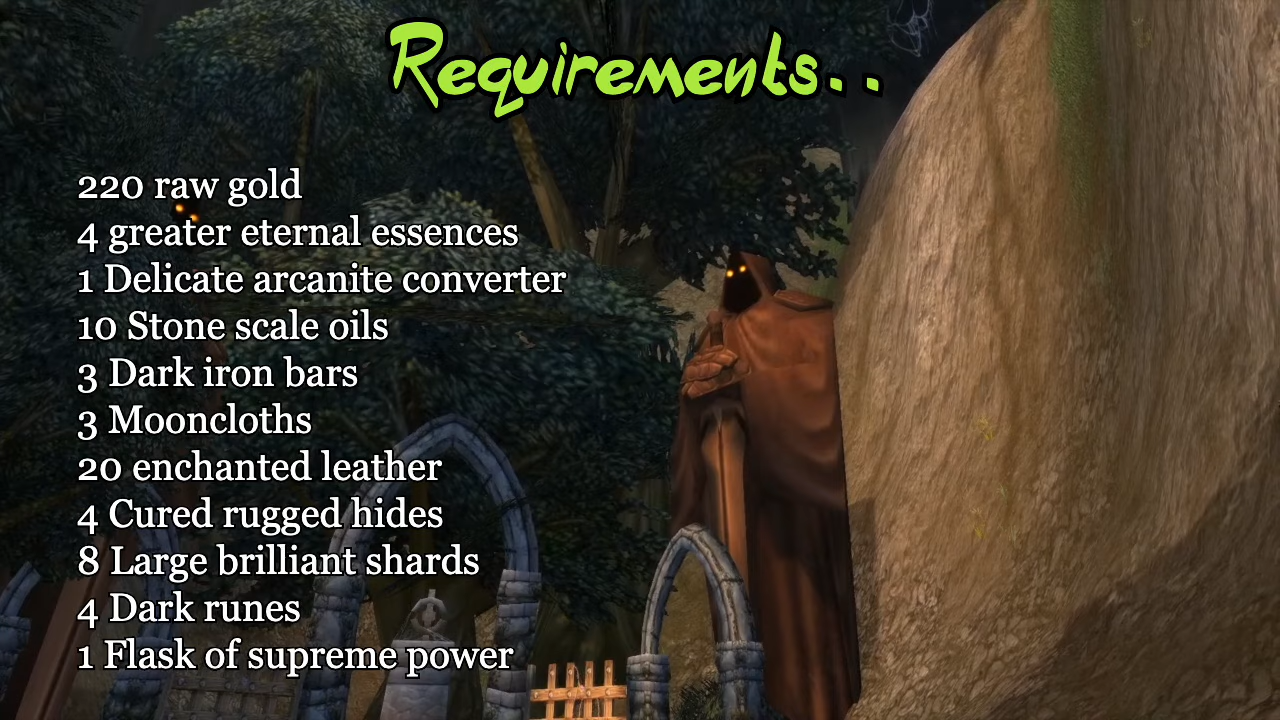 Requirements..
220 raw gold
4 greater eternal essences
1 Delicate arcanite converter
10 Stone scale oils
3 Dark iron bars
3 Mooncloths
20 enchanted leather
4 Cured rugged hides
8 Large brilliant shards
4 Dark runes
1 Flask of supreme power